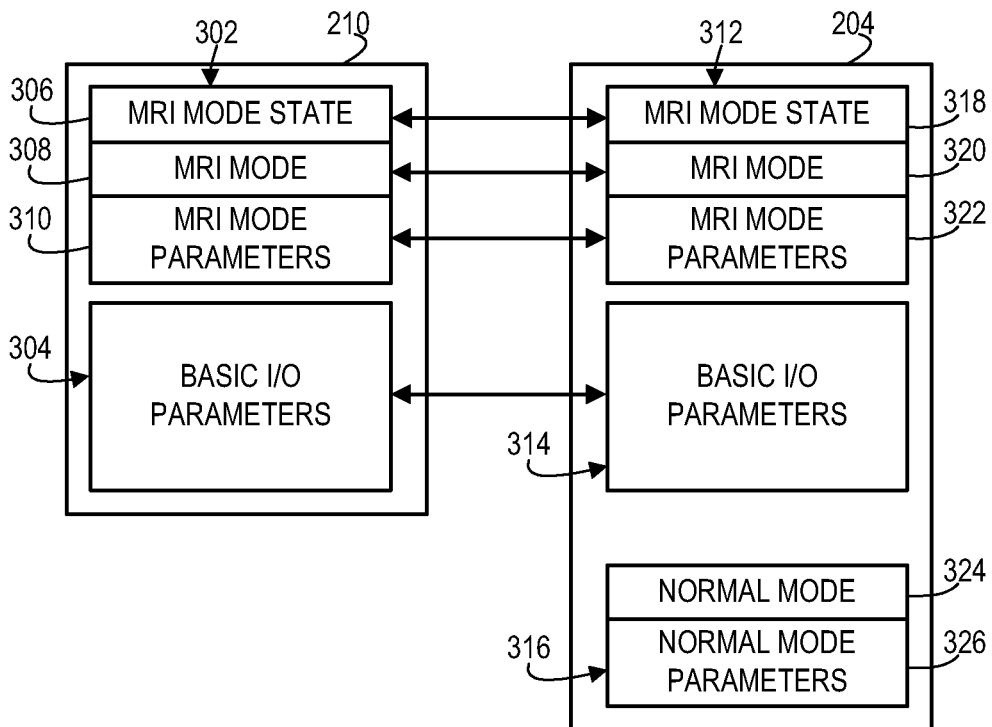 302
210
312
204
306
MRI MODE STATE
MRI MODE STATE
318
308
MRI MODE
MRI MODE
320
310
MRI MODE
PARAMETERS
MRI MODE
PARAMETERS
322
304
BASIC I/O
PARAMETERS
BASIC I/O
PARAMETERS
314
NORMAL MODE
324
316
NORMAL MODE
PARAMETERS
326